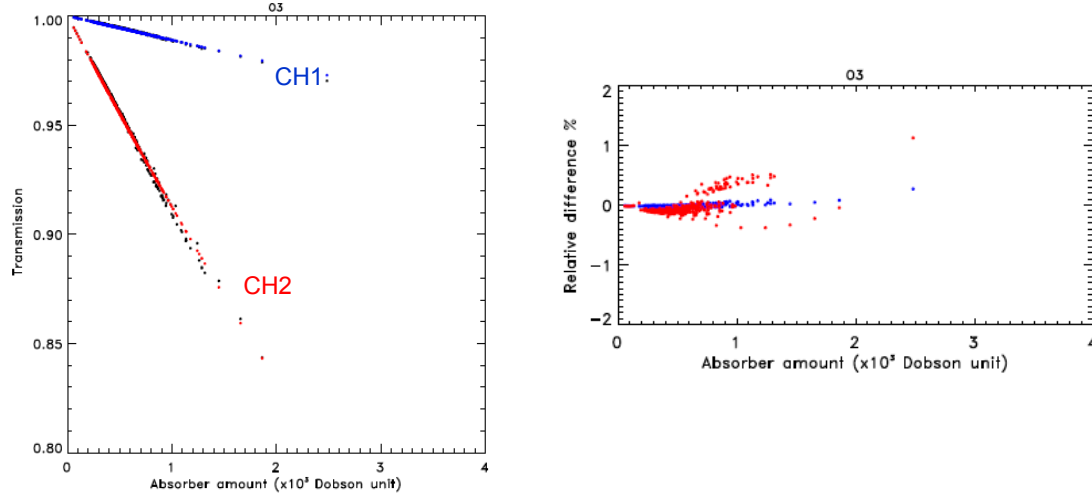 O3
1.00
0.95
0.90
0.85
0.80
Transmission
CH1
CH2
0 1 2 3 4
Absorber amount (x10³ Dobson unit)
O3
2
1
0
-1
-2
Relative difference %
0 1 2 3 4
Absorber amount (x10³ Dobson unit)